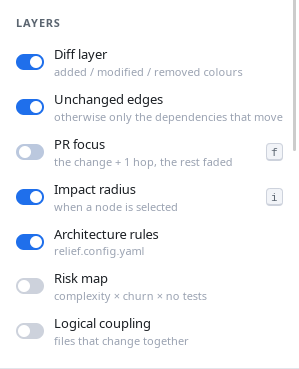 LAYERS
Diff layer
added / modified / removed colours
Unchanged edges
otherwise only the dependencies that move
PR focus
the change + 1 hop, the rest faded
f
Impact radius
when a node is selected
i
Architecture rules
relief.config.yaml
Risk map
complexity × churn × no tests
Logical coupling
files that change together